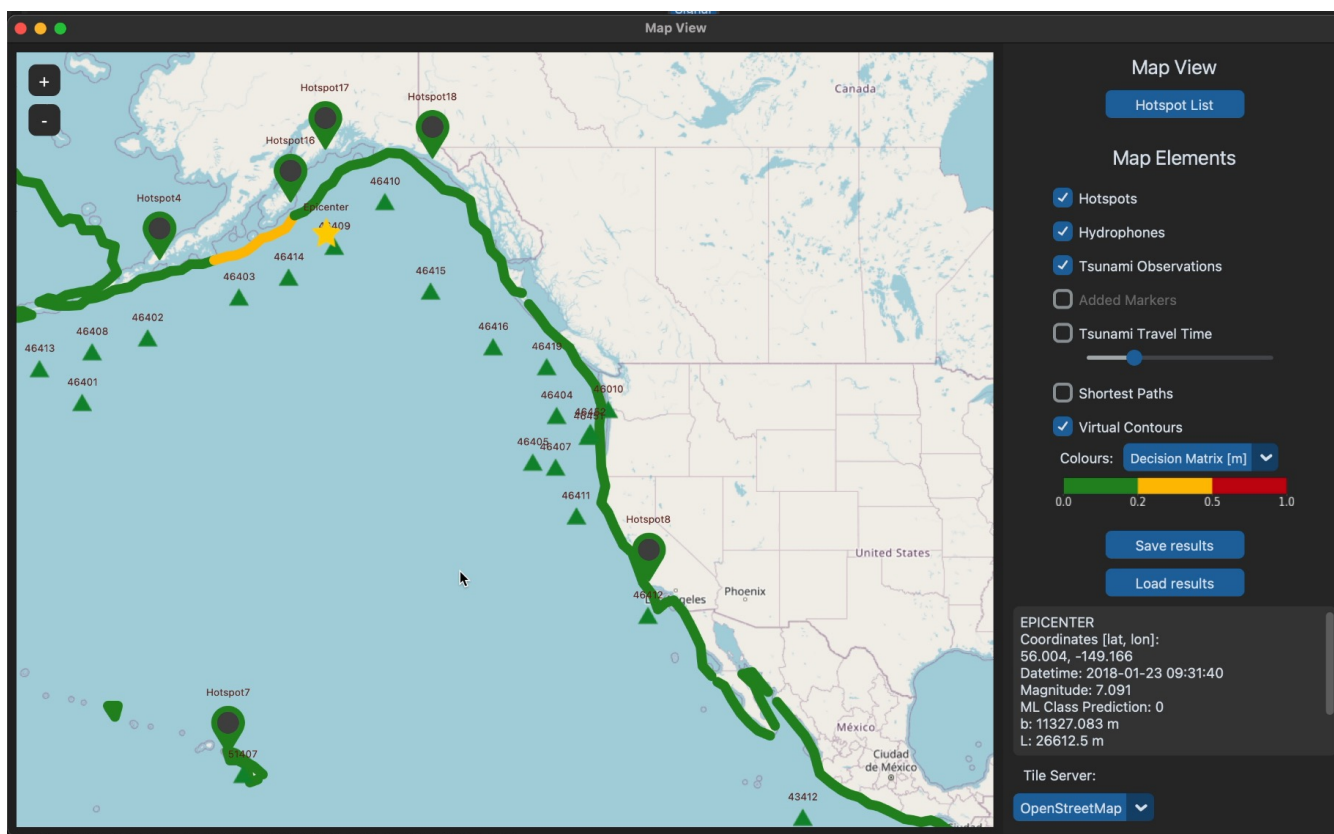 Map View
+
-
Canada
Hotspot17
Hotspot18
Hotspot16
46410
Hotspot4
Epicenter
46414
46415
46403
46402
46408
46416
46413
46419
46401
46404
46010
46405
46407
46411
Hotspot8
United States
Phoenix
46412
Hotspot7
51407
México
Ciudad
de México
43412
Map View
Hotspot List
Map Elements
Hotspots
Hydrophones
Tsunami Observations
Added Markers
Tsunami Travel Time
Shortest Paths
Virtual Contours
Colours: Decision Matrix [m]
0.0 0.2 0.5 1.0
Save results
Load results
EPICENTER
Coordinates [lat, lon]:
56.004, -149.166
Datetime: 2018-01-23 09:31:40
Magnitude: 7.091
ML Class Prediction: 0
b: 11327.083 m
L: 26612.5 m
Tile Server:
OpenStreetMap